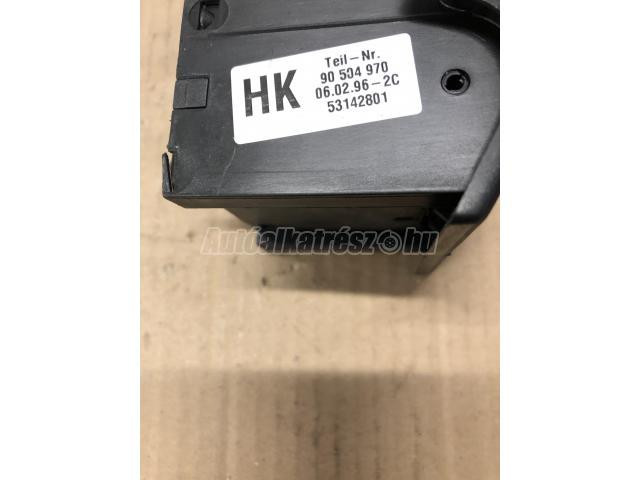 HK
Teil-Nr.
90 504 970
06.02.96-2C
53142801
Autóalkatrész.hu